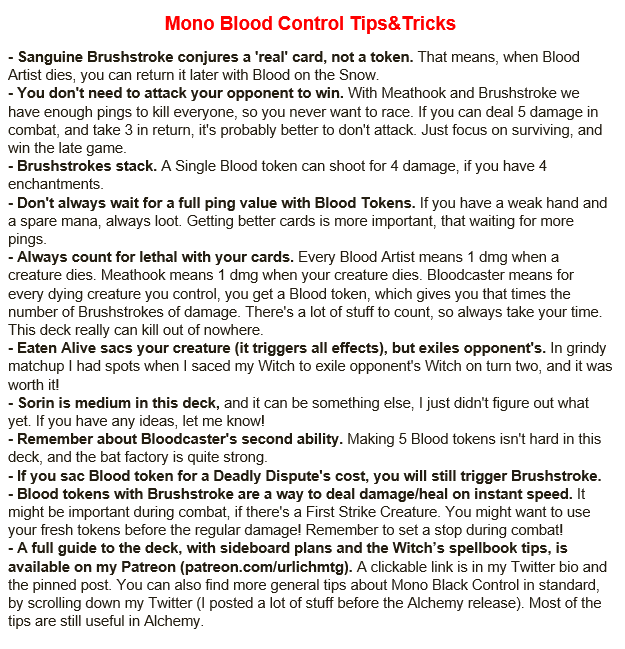 Mono Blood Control Tips&Tricks
- Sanguine Brushstroke conjures a 'real' card, not a token. That means, when Blood
Artist dies, you can return it later with Blood on the Snow.
- You don't need to attack your opponent to win. With Meathook and Brushstroke we
have enough pings to kill everyone, so you never want to race. If you can deal 5 damage in
combat, and take 3 in return, it's probably better to don't attack. Just focus on surviving, and
win the late game.
- Brushstrokes stack. A Single Blood token can shoot for 4 damage, if you have 4
enchantments.
- Don't always wait for a full ping value with Blood Tokens. If you have a weak hand and
a spare mana, always loot. Getting better cards is more important, that waiting for more
pings.
- Always count for lethal with your cards. Every Blood Artist means 1 dmg when a
creature dies. Meathook means 1 dmg when your creature dies. Bloodcaster means for
every dying creature you control, you get a Blood token, which gives you that times the
number of Brushstrokes of damage. There's a lot of stuff to count, so always take your time.
This deck really can kill out of nowhere.
- Eaten Alive sacs your creature (it triggers all effects), but exiles opponent's. In grindy
matchup I had spots when I saced my Witch to exile opponent's Witch on turn two, and it was
worth it!
- Sorin is medium in this deck, and it can be something else, I just didn't figure out what
yet. If you have any ideas, let me know!
- Remember about Bloodcaster's second ability. Making 5 Blood tokens isn't hard in this
deck, and the bat factory is quite strong.
- If you sac Blood token for a Deadly Dispute's cost, you will still trigger Brushstroke.
- Blood tokens with Brushstroke are a way to deal damage/heal on instant speed. It
might be important during combat, if there's a First Strike Creature. You might want to use
your fresh tokens before the regular damage! Remember to set a stop during combat!
- A full guide to the deck, with sideboard plans and the Witch's spellbook tips, is
available on my Patreon (patreon.com/urlichmtg). A clickable link is in my Twitter bio and
the pinned post. You can also find more general tips about Mono Black Control in standard,
by scrolling down my Twitter (I posted a lot of stuff before the Alchemy release). Most of the
tips are still useful in Alchemy.